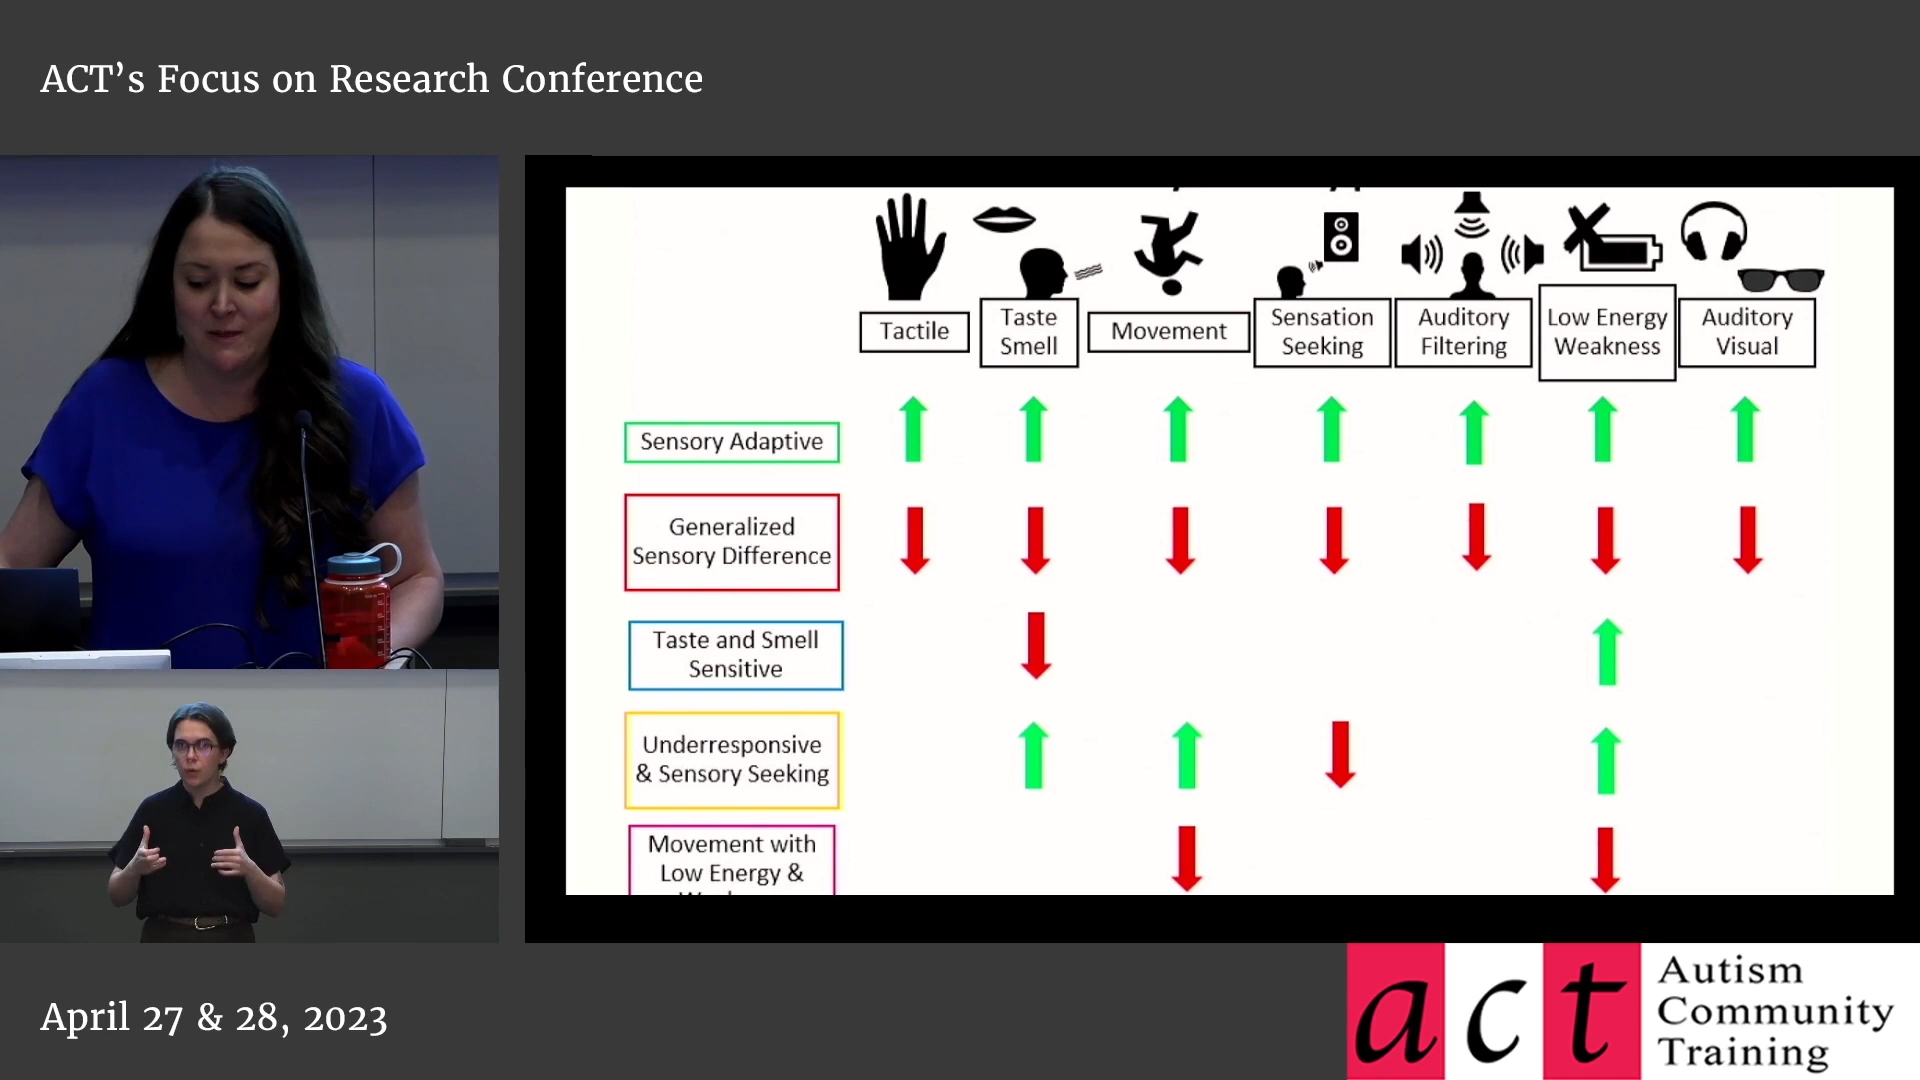 ACT's Focus on Research Conference
Tactile
Taste
Smell
Movement
Sensation
Seeking
Auditory
Filtering
Low Energy
Weakness
Auditory
Visual
Sensory Adaptive
Generalized
Sensory Difference
Taste and Smell
Sensitive
Underresponsive
& Sensory Seeking
Movement with
Low Energy &
April 27 & 28, 2023
act
Autism
Community
Training